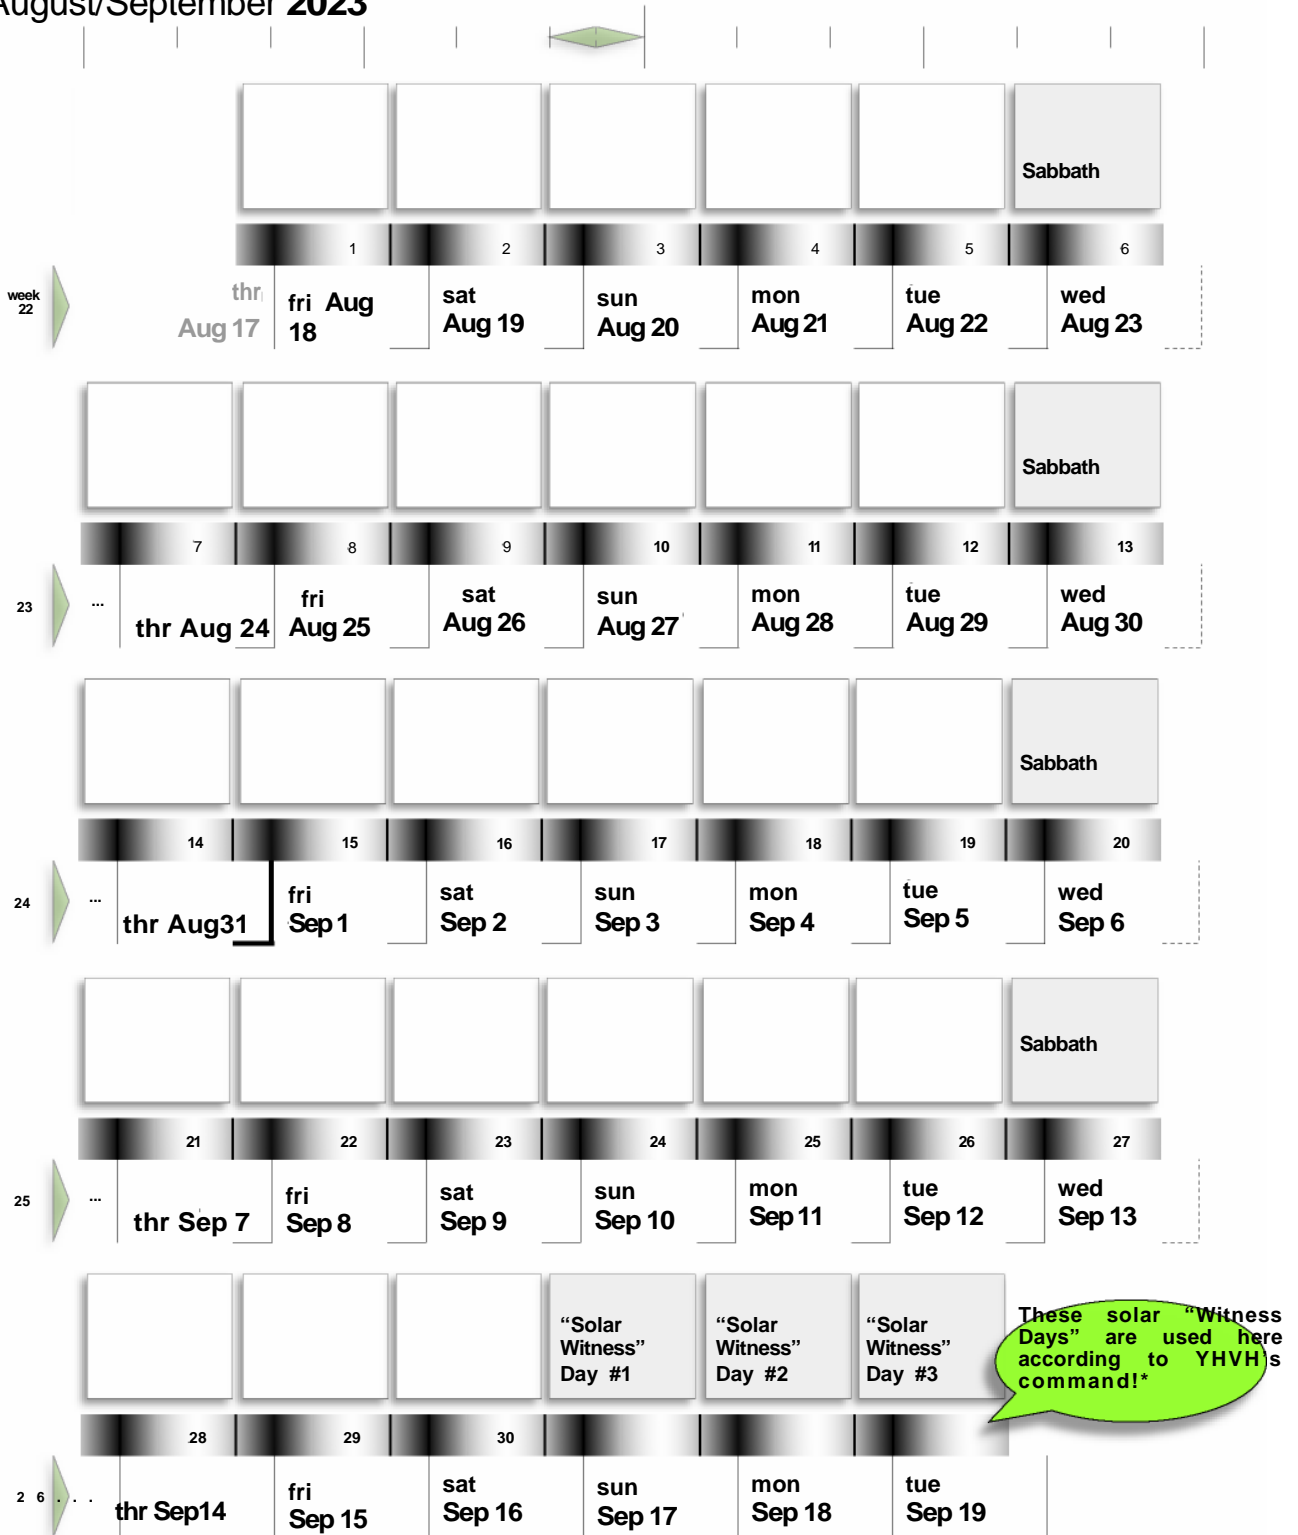 August/September 2023
Sabbath
1 2 3 4 5 6
week
22
thr
Aug 17
fri Aug
18
sat
Aug 19
sun
Aug 20
mon
Aug 21
tue
Aug 22
wed
Aug 23
Sabbath
7 8 9 10 11 12 13
23
...
thr Aug 24
fri
Aug 25
sat
Aug 26
sun
Aug 27
mon
Aug 28
tue
Aug 29
wed
Aug 30
Sabbath
14 15 16 17 18 19 20
24
...
thr Aug31
fri
Sep 1
sat
Sep 2
sun
Sep 3
mon
Sep 4
tue
Sep 5
wed
Sep 6
Sabbath
21 22 23 24 25 26 27
25
...
thr Sep 7
fri
Sep 8
sat
Sep 9
sun
Sep 10
mon
Sep 11
tue
Sep 12
wed
Sep 13
“Solar
Witness”
Day #1
“Solar
Witness”
Day #2
“Solar
Witness”
Day #3
These solar “Witness
Days” are used here
according to YHVH's
command!*
28 29 30
2 6 . . .
thr Sep14
fri
Sep 15
sat
Sep 16
sun
Sep 17
mon
Sep 18
tue
Sep 19